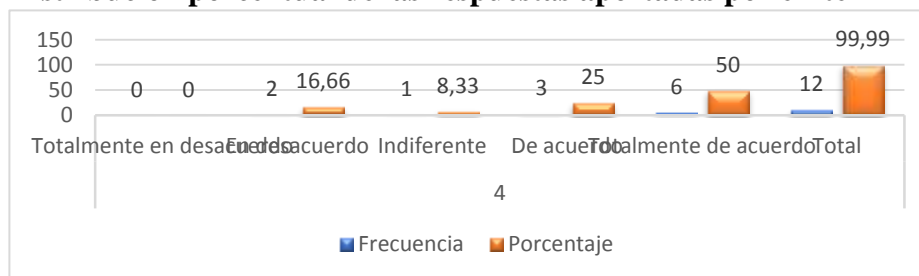 150
100
50
0
0 0 2 16,66 1 8,33 3 25 6 50 12 99,99
Totalmente en desacuerdo En desacuerdo Indiferente De acuerdo Totalmente de acuerdo Total
4
Frecuencia Porcentaje